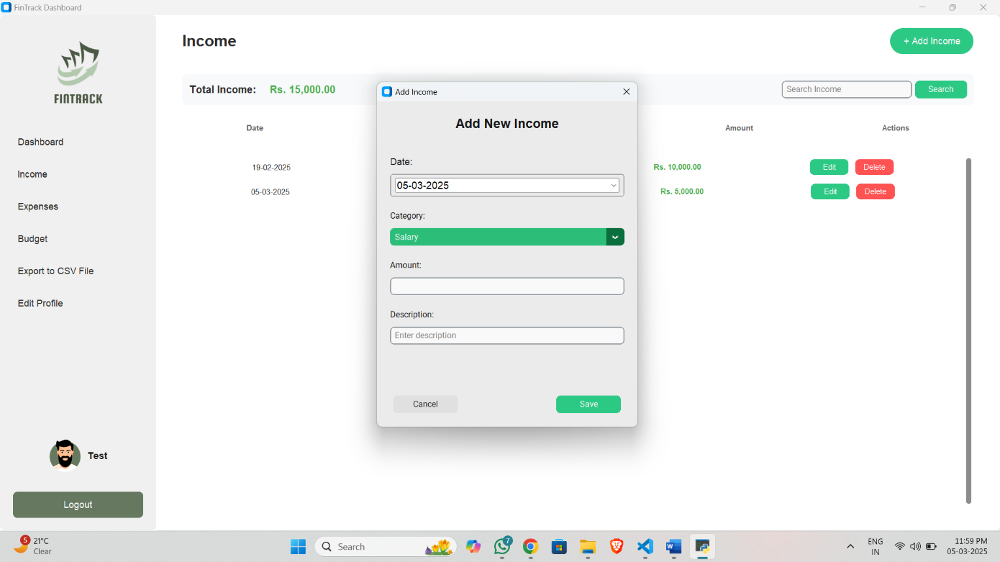 FinTrack Dashboard
FINTRACK
Dashboard
Income
Expenses
Budget
Export to CSV File
Edit Profile
Test
Logout
Income
+ Add Income
Total Income: Rs. 15,000.00
Search Income
Search
Date
Amount
Actions
19-02-2025
Rs. 10,000.00
Edit
Delete
05-03-2025
Rs. 5,000.00
Edit
Delete
Add Income
Add New Income
Date:
05-03-2025
Category:
Salary
Amount:
Description:
Enter description
Cancel
Save
5
21°C
Clear
Search
7
ENG
IN
11:59 PM
05-03-2025